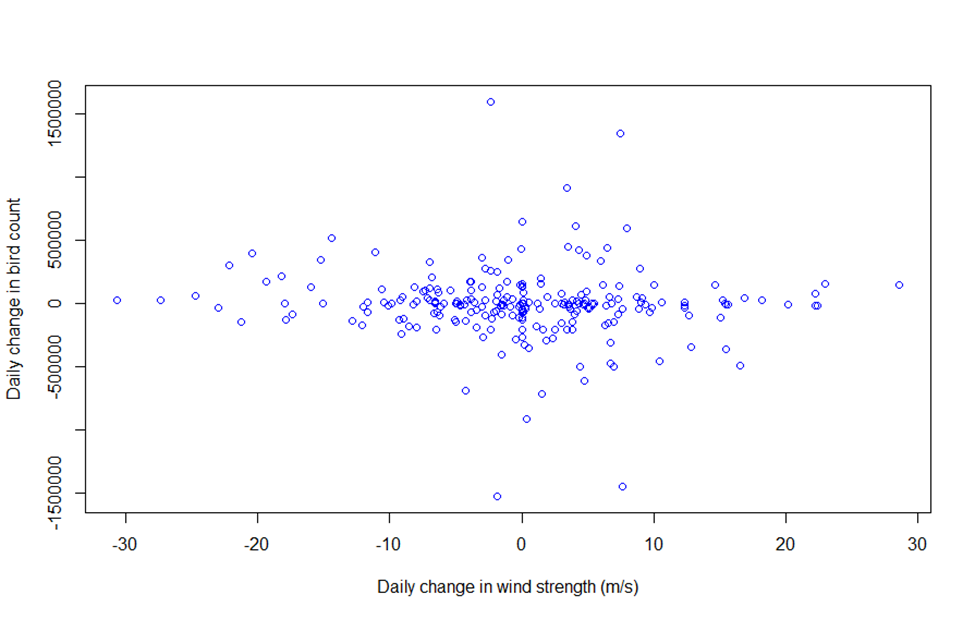 1500000
500000
0
-500000
-1500000
Daily change in bird count
-30 -20 -10 0 10 20 30
Daily change in wind strength (m/s)